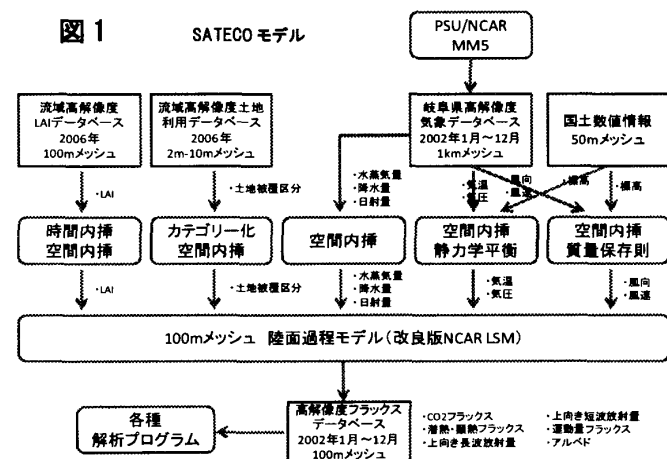 図1
SATECO モデル
PSU/NCAR
MM5
流域高解像度
LAIデータベース
2006年
100mメッシュ
流域高解像度土地
利用データベース
2006年
2m-10mメッシュ
岐阜県高解像度
気象データベース
2002年1月～12月
1kmメッシュ
国土数値情報
50mメッシュ
・LAI
・土地被覆区分
・水蒸気量
・降水量
・日射量
・気温
・気圧
・風向
・風速
・標高
・標高
時間内挿
空間内挿
カテゴリー化
空間内挿
空間内挿
空間内挿
静力学平衡
空間内挿
質量保存則
・LAI
・土地被覆区分
・水蒸気量
・降水量
・日射量
・気温
・気圧
・風向
・風速
100mメッシュ 陸面過程モデル(改良版NCAR LSM)
各種
解析プログラム
高解像度フラックス
データベース
2002年1月～12月
100mメッシュ
・CO2フラックス
・潜熱・顕熱フラックス
・上向き長波放射量
・上向き短波放射量
・運動量フラックス
・アルベド